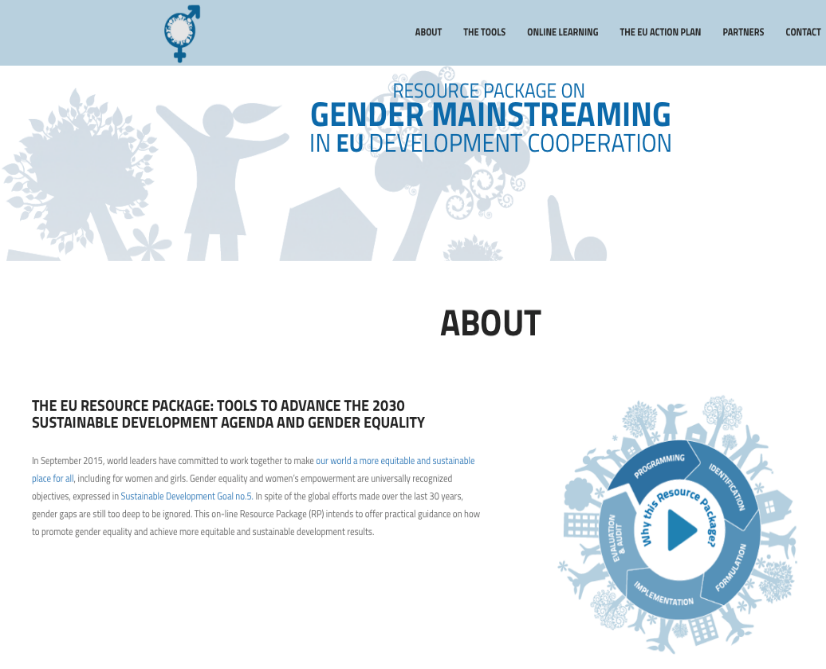 ABOUT THE TOOLS ONLINE LEARNING THE EU ACTION PLAN PARTNERS CONTACT
RESOURCE PACKAGE ON
GENDER MAINSTREAMING
IN EU DEVELOPMENT COOPERATION
ABOUT
THE EU RESOURCE PACKAGE: TOOLS TO ADVANCE THE 2030
SUSTAINABLE DEVELOPMENT AGENDA AND GENDER EQUALITY
In September 2015, world leaders have committed to work together to make our world a more equitable and sustainable
place for all, including for women and girls. Gender equality and women's empowerment are universally recognized
objectives, expressed in Sustainable Development Goal no.5. In spite of the global efforts made over the last 30 years,
gender gaps are still too deep to be ignored. This on-line Resource Package (RP) intends to offer practical guidance on how
to promote gender equality and achieve more equitable and sustainable development results.
PROGRAMMING
IDENTIFICATION
FORMULATION
IMPLEMENTATION
EVALUATION
& AUDIT
Why this Resource Package?